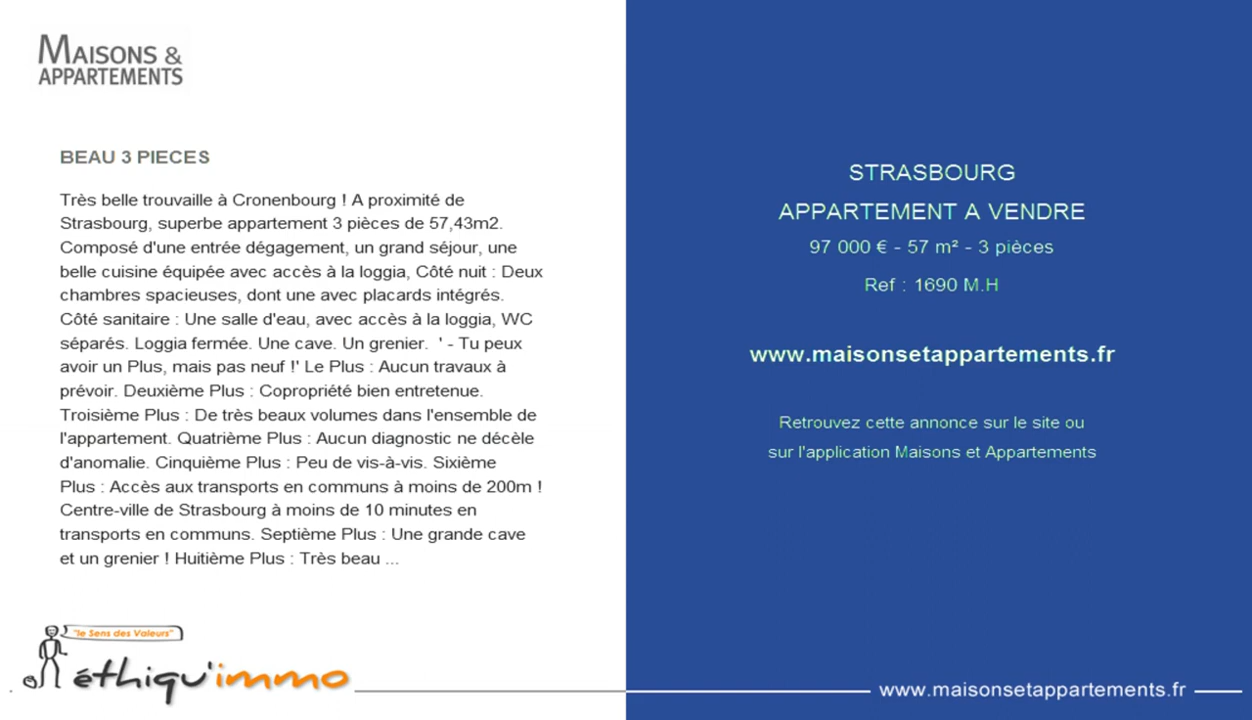 MAISONS &
APPARTEMENTS
BEAU 3 PIECES
Très belle trouvaille à Cronenbourg ! A proximité de
Strasbourg, superbe appartement 3 pièces de 57,43m2.
Composé d'une entrée dégagement, un grand séjour, une
belle cuisine équipée avec accès à la loggia, Côté nuit : Deux
chambres spacieuses, dont une avec placards intégrés.
Côté sanitaire : Une salle d'eau, avec accès à la loggia, WC
séparés. Loggia fermée. Une cave. Un grenier.  ' - Tu peux
avoir un Plus, mais pas neuf !' Le Plus : Aucun travaux à
prévoir. Deuxième Plus : Copropriété bien entretenue.
Troisième Plus : De très beaux volumes dans l'ensemble de
l'appartement. Quatrième Plus : Aucun diagnostic ne décèle
d'anomalie. Cinquième Plus : Peu de vis-à-vis. Sixième
Plus : Accès aux transports en communs à moins de 200m !
Centre-ville de Strasbourg à moins de 10 minutes en
transports en communs. Septième Plus : Une grande cave
et un grenier ! Huitième Plus : Très beau ...
"le Sens des Valeurs"
éthiqu'immo
STRASBOURG
APPARTEMENT A VENDRE
97 000 € - 57 m² - 3 pièces
Ref : 1690 M.H
www.maisonsetappartements.fr
Retrouvez cette annonce sur le site ou
sur l'application Maisons et Appartements
www.maisonsetappartements.fr